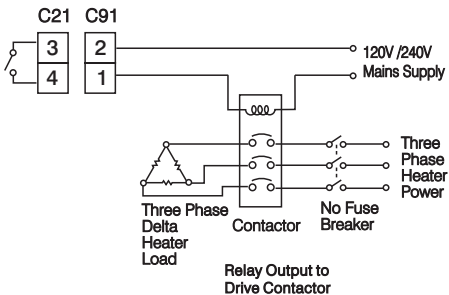 C21 C91
3 2
4 1
120V /240V
Mains Supply
Three
Phase
Heater
Power
Three Phase
Delta
Heater
Load
Contactor
No Fuse
Breaker
Relay Output to
Drive Contactor